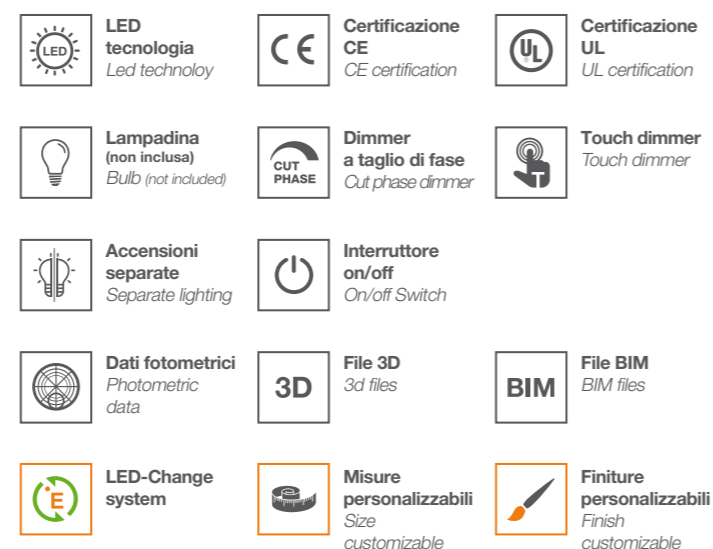 LED
LED
tecnologia
Led technoloy
CE
Certificazione
CE
CE certification
UL
Certificazione
UL
UL certification
Lampadina
(non inclusa)
Bulb (not included)
CUT
PHASE
Dimmer
a taglio di fase
Cut phase dimmer
T
Touch dimmer
Touch dimmer
Accensioni
separate
Separate lighting
Interruttore
on/off
On/off Switch
Dati fotometrici
Photometric
data
3D
File 3D
3d files
BIM
File BIM
BIM files
E
LED-Change
system
Misure
personalizzabili
Size
customizable
Finiture
personalizzabili
Finish
customizable